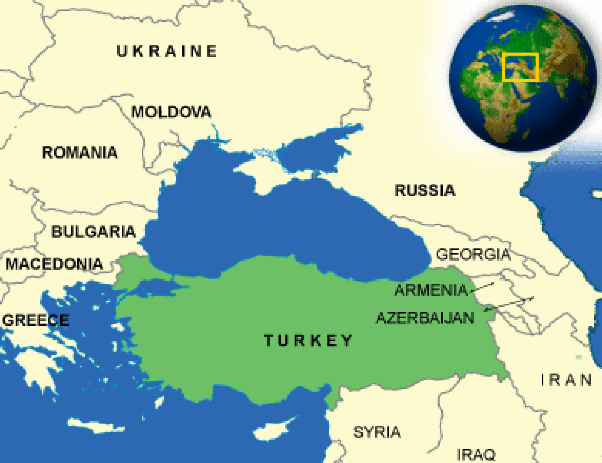 UKRAINE
MOLDOVA
ROMANIA
RUSSIA
BULGARIA
GEORGIA
MACEDONIA
ARMENIA
GREECE
AZERBAIJAN
TURKEY
IRAN
SYRIA
IRAQ